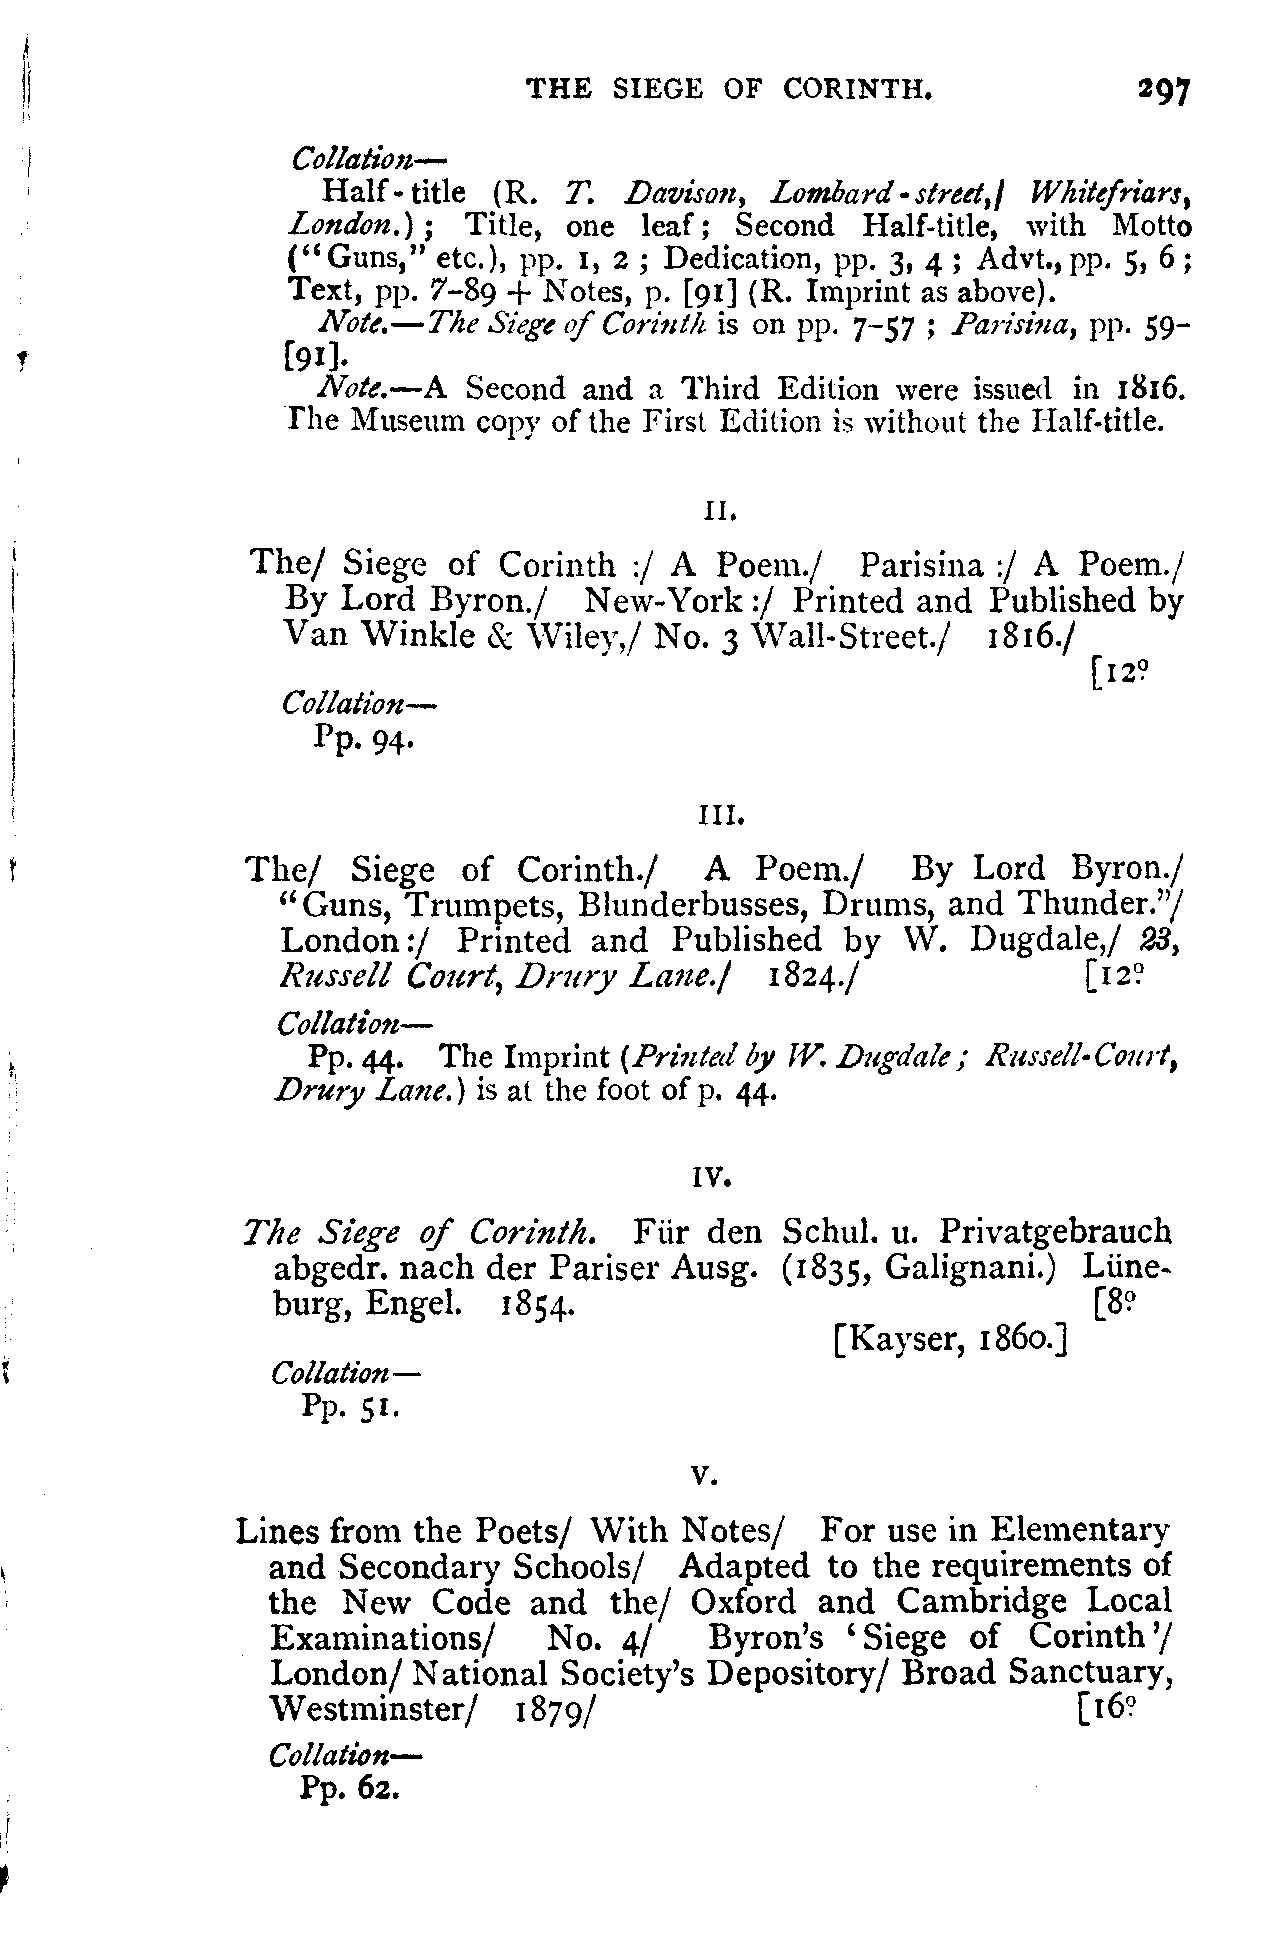 THE SIEGE OF CORINTH. 297
Collation—
Half-title (R. T. Davison, Lombard-street,/ Whitefriars,
London.) ; Title, one leaf ; Second Half-title, with Motto
("Guns," etc.), pp. 1, 2 ; Dedication, pp. 3, 4 ; Advt., pp. 5, 6 ;
Text, pp. 7-89 + Notes, p. [91] (R. Imprint as above).
Note.—The Siege of Corinth is on pp. 7-57 ; Parisina, pp. 59-
[91].
Note.—A Second and a Third Edition were issued in 1816.
The Museum copy of the First Edition is without the Half-title.
II.
The/ Siege of Corinth :/ A Poem./ Parisina :/ A Poem./
By Lord Byron./ New-York :/ Printed and Published by
Van Winkle & Wiley,/ No. 3 Wall-Street./ 1816./
[12º
Collation—
Pp. 94.
III.
The/ Siege of Corinth./ A Poem./ By Lord Byron./
"Guns, Trumpets, Blunderbusses, Drums, and Thunder."/
London :/ Printed and Published by W. Dugdale,/ 23,
Russell Court, Drury Lane./ 1824./ [12º
Collation—
Pp. 44. The Imprint (Printed by W. Dugdale ; Russell-Court,
Drury Lane.) is at the foot of p. 44.
IV.
The Siege of Corinth. Für den Schul. u. Privatgebrauch
abgedr. nach der Pariser Ausg. (1835, Galignani.) Lüne-
burg, Engel. 1854. [8º
[Kayser, 1860.]
Collation—
Pp. 51.
V.
Lines from the Poets/ With Notes/ For use in Elementary
and Secondary Schools/ Adapted to the requirements of
the New Code and the/ Oxford and Cambridge Local
Examinations/ No. 4/ Byron's 'Siege of Corinth'/
London/ National Society's Depository/ Broad Sanctuary,
Westminster/ 1879/ [16º
Collation—
Pp. 62.